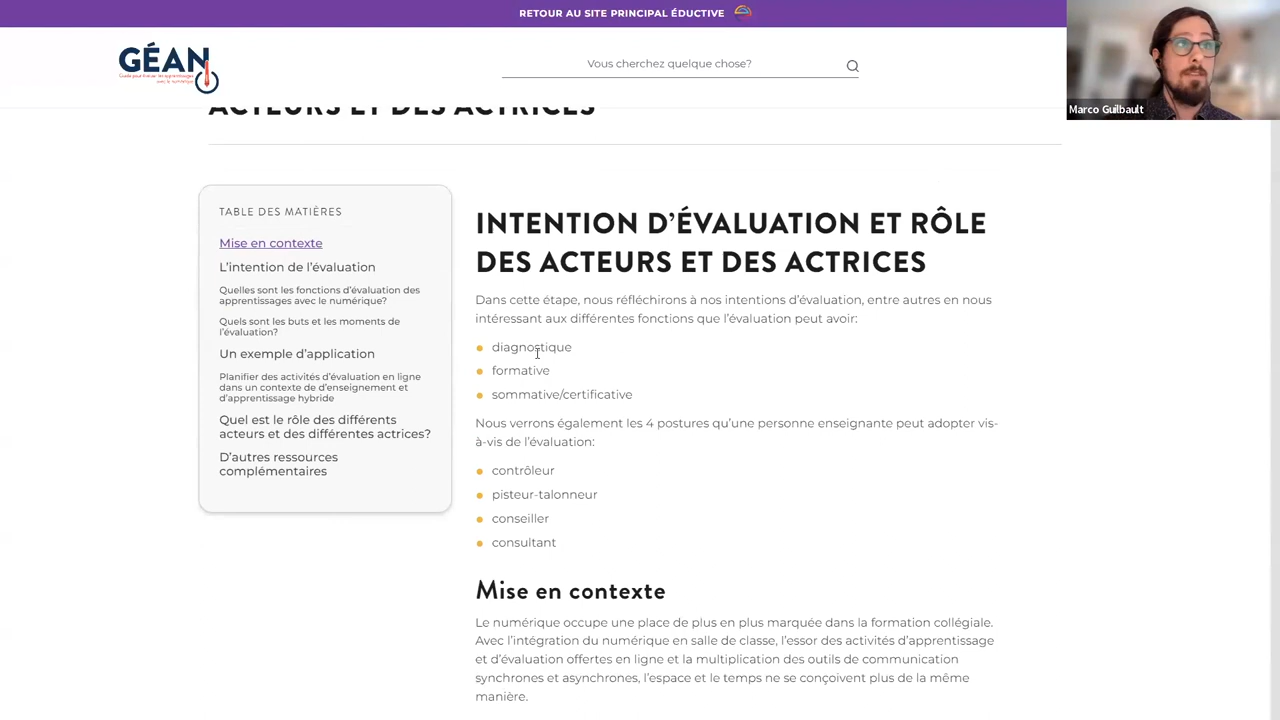 RETOUR AU SITE PRINCIPAL ÉDUCTIVE
GÉAN
Vous cherchez quelque chose?
Marco Guilbault
ACTEURS ET DES ACTRICES
TABLE DES MATIÈRES
Mise en contexte
L’intention de l’évaluation
Quelles sont les fonctions d’évaluation des
apprentissages avec le numérique?
Quels sont les buts et les moments de
l’évaluation?
Un exemple d’application
Planifier des activités d’évaluation en ligne
dans un contexte de d’enseignement et
d’apprentissage hybride
Quel est le rôle des différents
acteurs et des différentes actrices?
D’autres ressources
complémentaires
INTENTION D’ÉVALUATION ET RÔLE
DES ACTEURS ET DES ACTRICES
Dans cette étape, nous réfléchirons à nos intentions d’évaluation, entre autres en nous
intéressant aux différentes fonctions que l’évaluation peut avoir:
diagnostique
formative
sommative/certificative
Nous verrons également les 4 postures qu’une personne enseignante peut adopter vis-
à-vis de l’évaluation:
contrôleur
pisteur-talonneur
conseiller
consultant
Mise en contexte
Le numérique occupe une place de plus en plus marquée dans la formation collégiale.
Avec l’intégration du numérique en salle de classe, l’essor des activités d’apprentissage
et d’évaluation offertes en ligne et la multiplication des outils de communication
synchrones et asynchrones, l’espace et le temps ne se conçoivent plus de la même
manière.